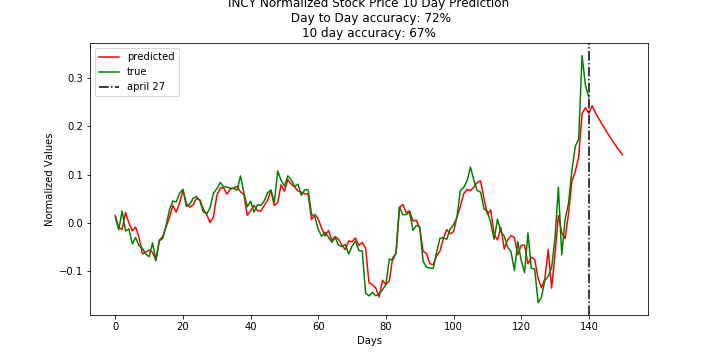 INCY Normalized Stock Price 10 Day Prediction
Day to Day accuracy: 72%
10 day accuracy: 67%
predicted
true
april 27
Normalized Values
0.3
0.2
0.1
0.0
−0.1
0 20 40 60 80 100 120 140
Days